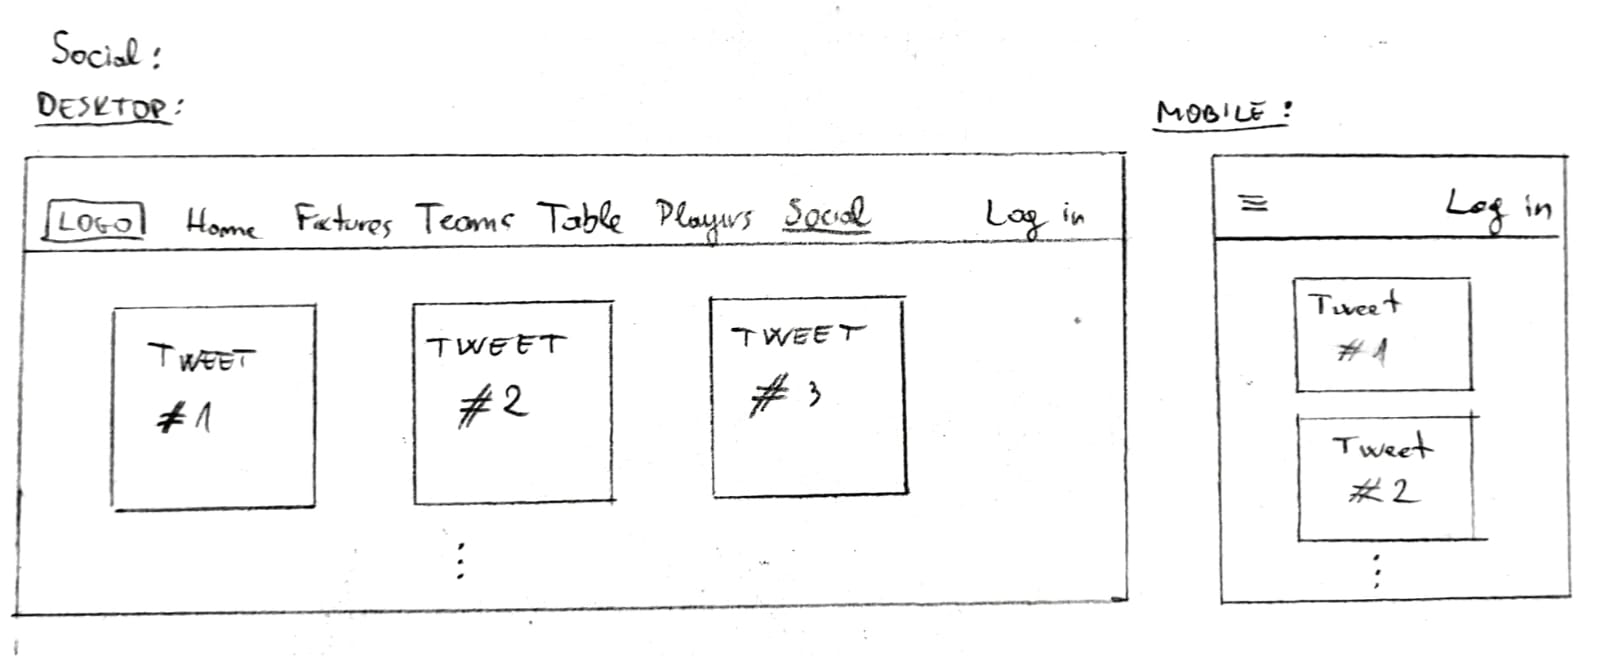 Social:
DESKTOP:
LOGO Home Fixtures Teams Table Players Social Log in
TWEET
#1
TWEET
#2
TWEET
#3
MOBILE:
≡ Log in
Tweet
#1
Tweet
#2